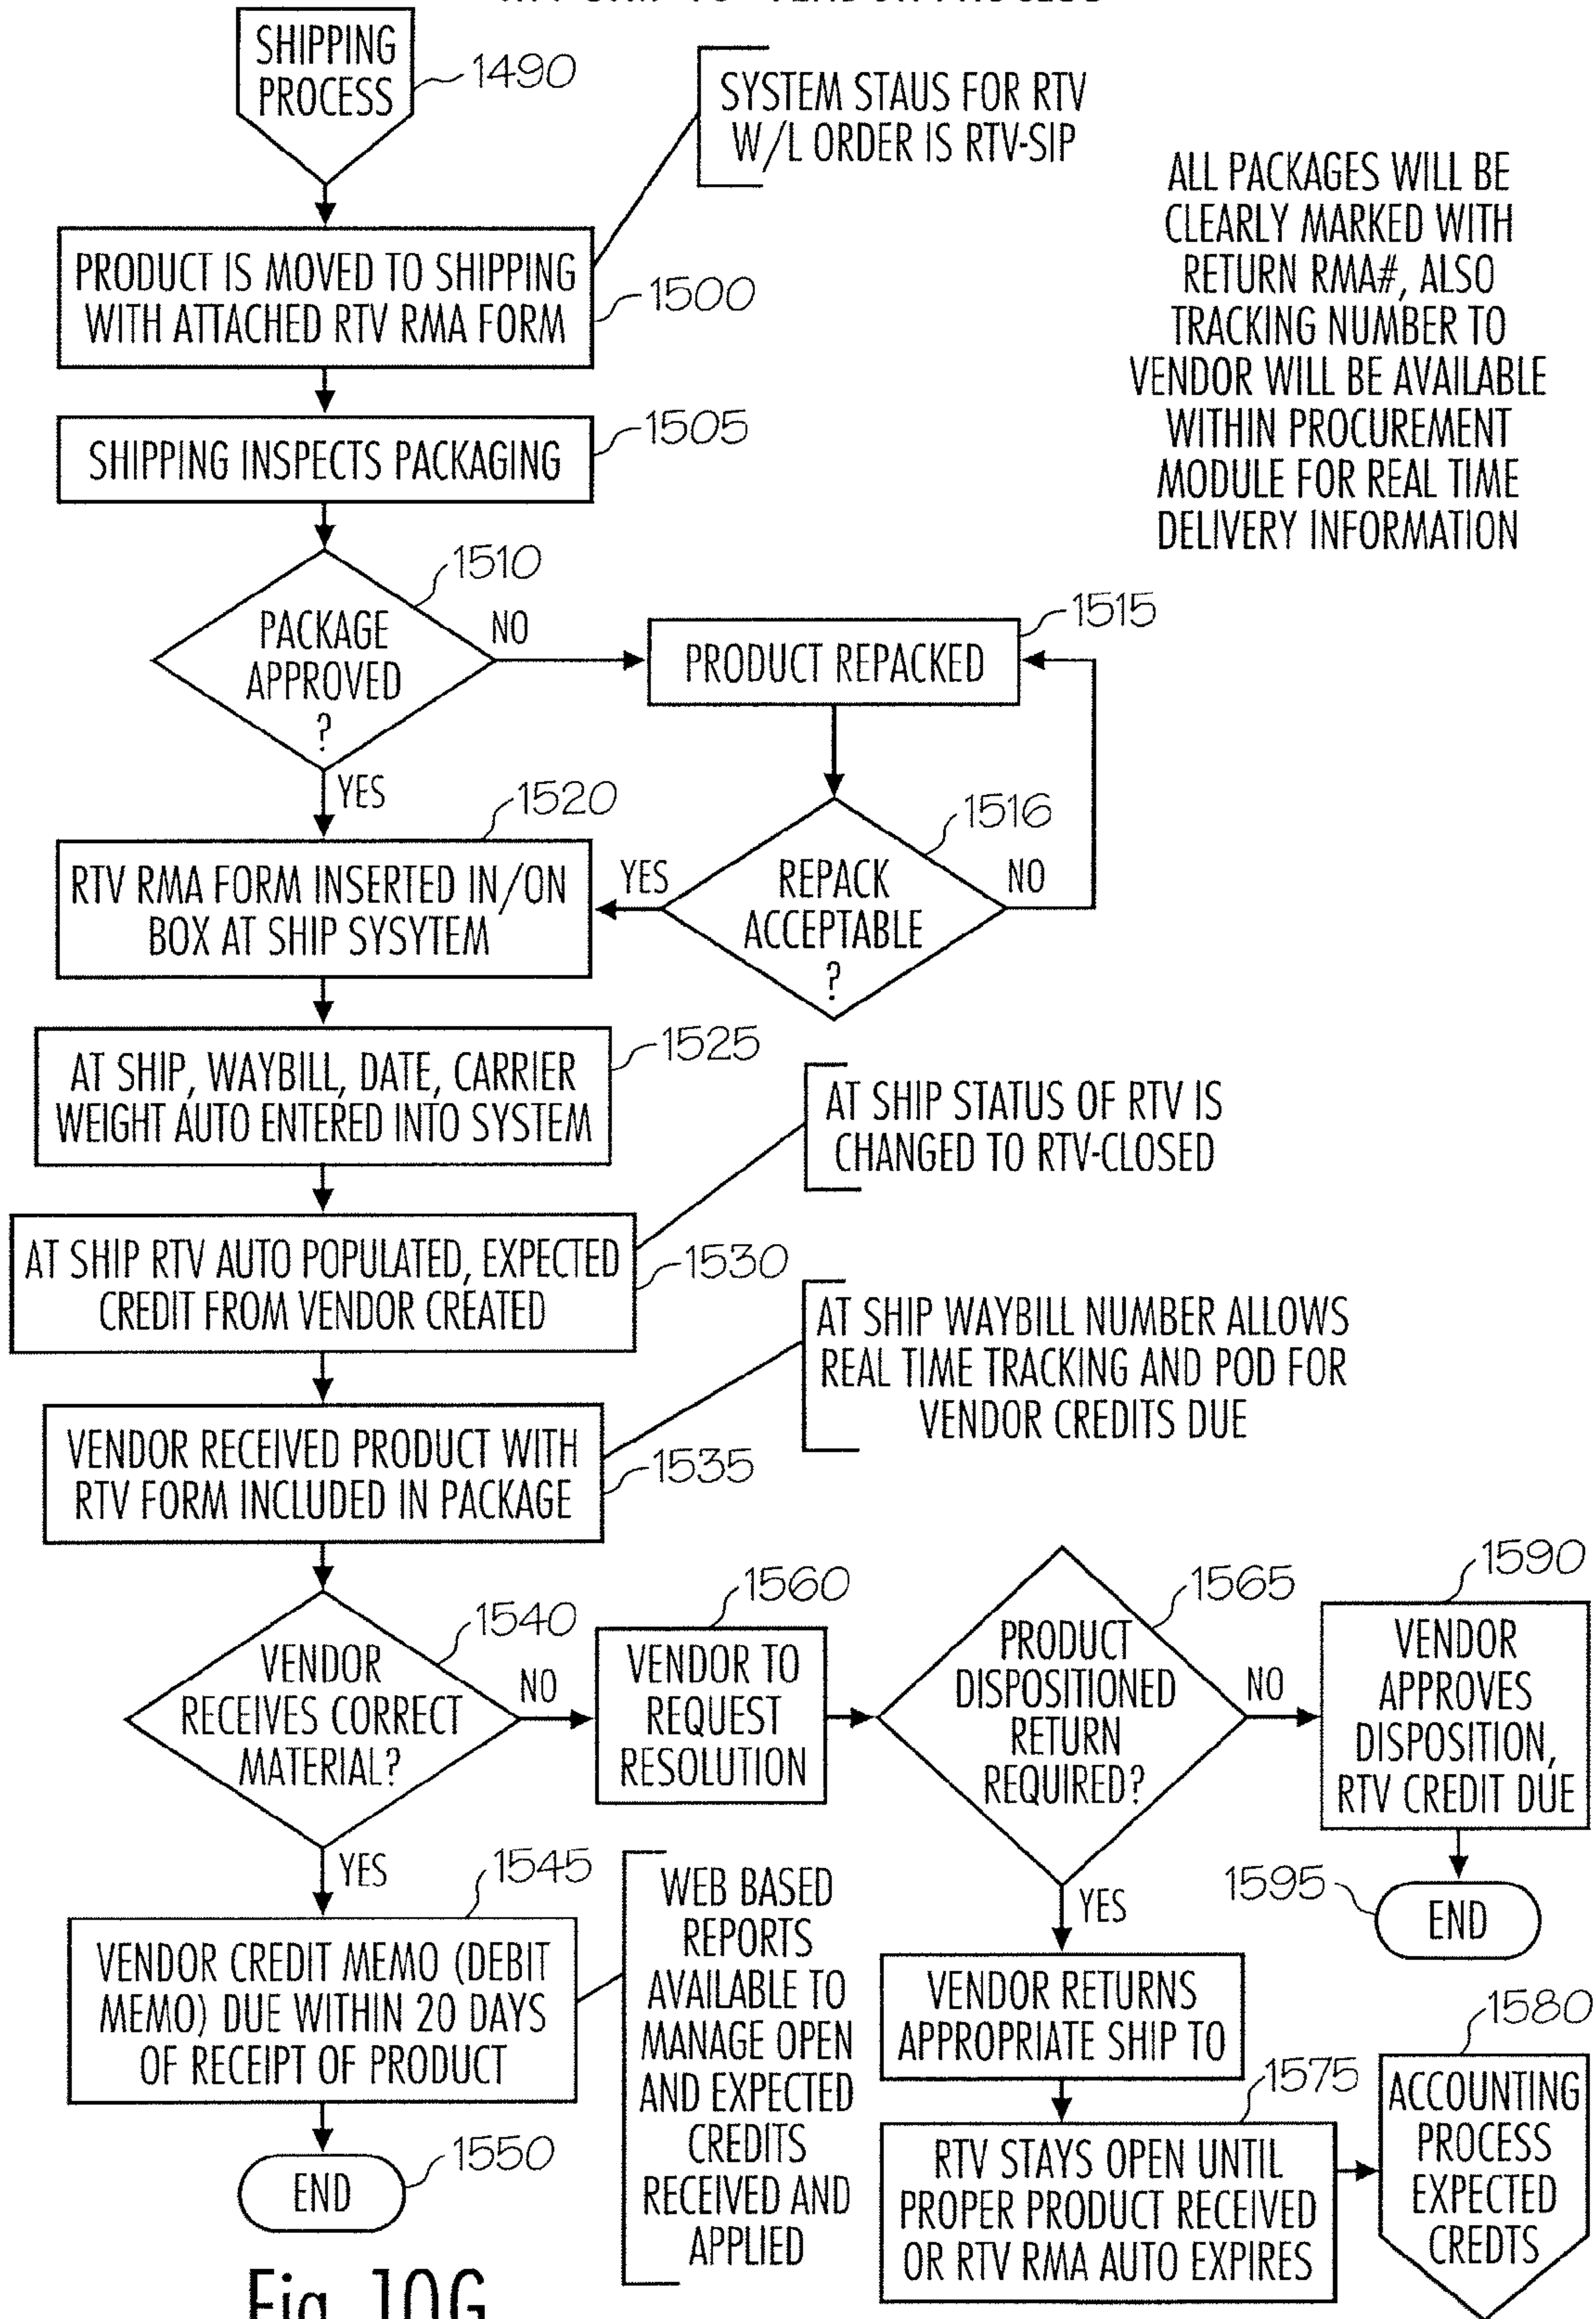 SHIPPING
PROCESS
1490
SYSTEM STAUS FOR RTV
W/L ORDER IS RTV-SIP
ALL PACKAGES WILL BE
CLEARLY MARKED WITH
RETURN RMA#, ALSO
TRACKING NUMBER TO
VENDOR WILL BE AVAILABLE
WITHIN PROCUREMENT
MODULE FOR REAL TIME
DELIVERY INFORMATION
PRODUCT IS MOVED TO SHIPPING
WITH ATTACHED RTV RMA FORM
1500
SHIPPING INSPECTS PACKAGING
1505
PACKAGE
APPROVED
?
1510
NO
YES
PRODUCT REPACKED
1515
REPACK
ACCEPTABLE
?
1516
YES
NO
RTV RMA FORM INSERTED IN/ON
BOX AT SHIP SYSYTEM
1520
AT SHIP, WAYBILL, DATE, CARRIER
WEIGHT AUTO ENTERED INTO SYSTEM
1525
AT SHIP STATUS OF RTV IS
CHANGED TO RTV-CLOSED
AT SHIP RTV AUTO POPULATED, EXPECTED
CREDIT FROM VENDOR CREATED
1530
AT SHIP WAYBILL NUMBER ALLOWS
REAL TIME TRACKING AND POD FOR
VENDOR CREDITS DUE
VENDOR RECEIVED PRODUCT WITH
RTV FORM INCLUDED IN PACKAGE
1535
VENDOR
RECEIVES CORRECT
MATERIAL?
1540
NO
YES
VENDOR TO
REQUEST
RESOLUTION
1560
PRODUCT
DISPOSITIONED
RETURN
REQUIRED?
1565
NO
YES
VENDOR
APPROVES
DISPOSITION,
RTV CREDIT DUE
1590
END
1595
VENDOR CREDIT MEMO (DEBIT
MEMO) DUE WITHIN 20 DAYS
OF RECEIPT OF PRODUCT
1545
WEB BASED
REPORTS
AVAILABLE TO
MANAGE OPEN
AND EXPECTED
CREDITS
RECEIVED AND
APPLIED
END
1550
VENDOR RETURNS
APPROPRIATE SHIP TO
RTV STAYS OPEN UNTIL
PROPER PRODUCT RECEIVED
OR RTV RMA AUTO EXPIRES
1575
ACCOUNTING
PROCESS
EXPECTED
CREDTS
1580
Fig. 10G